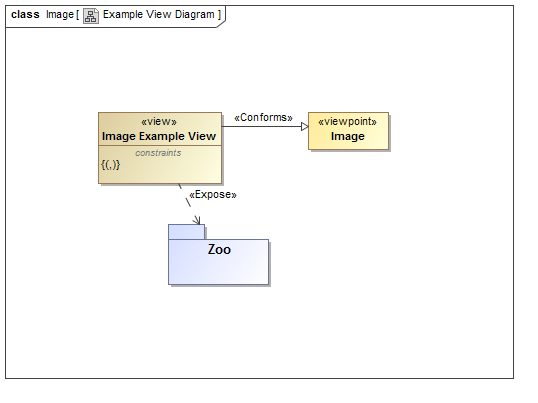 class Image [ Example View Diagram ]
«view»
Image Example View
constraints
{(,)}
«Conforms»
«viewpoint»
Image
«Expose»
Zoo